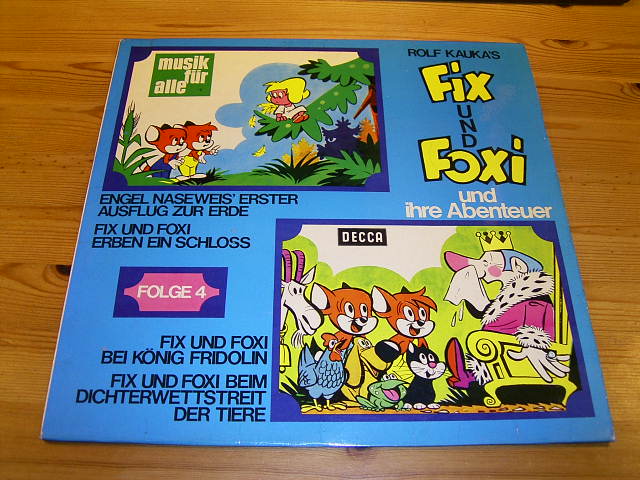 musik
für
alle
ROLF KAUKA'S
Fix
UND
Foxi
und
ihre Abenteuer
ENGEL NASEWEIS' ERSTER
AUSFLUG ZUR ERDE
FIX UND FOXI
ERBEN EIN SCHLOSS
DECCA
FOLGE 4
FIX UND FOXI
BEI KÖNIG FRIDOLIN
FIX UND FOXI BEIM
DICHTERWETTSTREIT
DER TIERE